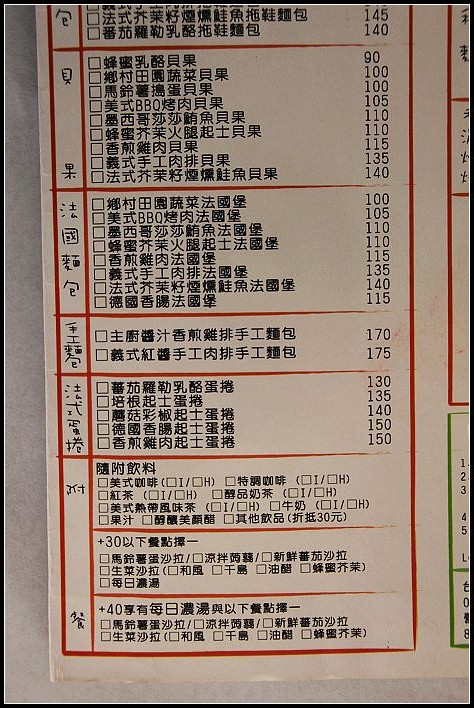 包
□法式芥茉籽煙燻鮭魚拖鞋麵包 145
□番茄羅勒乳酪拖鞋麵包 140
貝果
□蜂蜜乳酪貝果 90
□鄉村田園蔬菜貝果 100
□馬鈴薯搗蛋貝果 100
□美式BBQ烤肉貝果 105
□墨西哥莎莎鮪魚貝果 110
□蜂蜜芥茉火腿起士貝果 110
□香煎雞肉貝果 115
□義式手工肉排貝果 135
□法式芥茉籽煙燻鮭魚貝果 140
法國麵包
□鄉村田園蔬菜法國堡 100
□美式BBQ烤肉法國堡 105
□墨西哥莎莎鮪魚法國堡 110
□蜂蜜芥茉火腿起士法國堡 110
□香煎雞肉法國堡 115
□義式手工肉排法國堡 135
□法式芥茉籽煙燻鮭魚法國堡 140
□德國香腸法國堡 115
手工麵包
□主廚醬汁香煎雞排手工麵包 170
□義式紅醬手工肉排手工麵包 175
法式蛋捲
□蕃茄羅勒乳酪蛋捲 130
□培根起士蛋捲 135
□蘑菇彩椒起士蛋捲 140
□德國香腸起士蛋捲 150
□香煎雞肉起士蛋捲 150
附餐
隨附飲料
□美式咖啡 (□I/□H) □特調咖啡 (□I/□H)
□紅茶 (□I/□H) □醇品奶茶 (□I/□H)
□美式熱帶風味茶 (□I/□H) □牛奶 (□I/□H)
□果汁 □醇釀美顏醋 □其他飲品(折抵30元)
+30以下餐點擇一
□馬鈴薯蛋沙拉/□涼拌蒟蒻/□新鮮蕃茄沙拉
□生菜沙拉(□和風 □千島 □油醋 □蜂蜜芥茉)
□每日濃湯
+40享有每日濃湯與以下餐點擇一
□馬鈴薯蛋沙拉/□涼拌蒟蒻/□新鮮蕃茄沙拉
□生菜沙拉(□和風 □千島 □油醋 □蜂蜜芥茉)